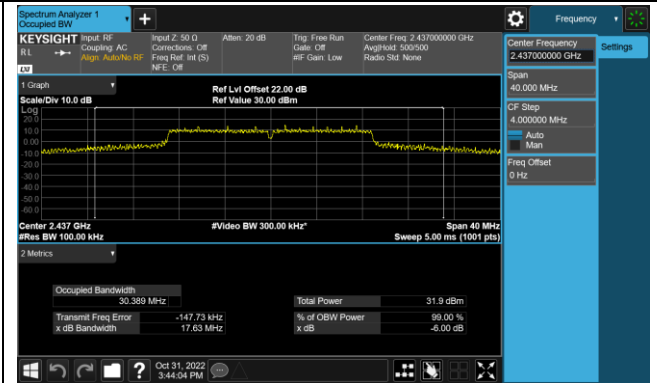 Spectrum Analyzer 1
Occupied BW
Frequency
KEYSIGHT
RL
LXI
Input: RF
Coupling: AC
Align: Auto/No RF
Input Z: 50 Ω
Corrections: Off
Freq Ref: Int (S)
NFE: Off
Atten: 20 dB
Trig: Free Run
Gate: Off
#IF Gain: Low
Center Freq: 2.437000000 GHz
Avg|Hold: 500/500
Radio Std: None
Center Frequency
2.437000000 GHz
Settings
Span
40.000 MHz
CF Step
4.000000 MHz
Auto
Man
Freq Offset
0 Hz
1 Graph
Scale/Div 10.0 dB
Ref Lvl Offset 22.00 dB
Ref Value 30.00 dBm
Log
20.0
10.0
0.00
-10.0
-20.0
-30.0
-40.0
-50.0
-60.0
Center 2.437 GHz
#Video BW 300.00 kHz*
Span 40 MHz
#Res BW 100.00 kHz
Sweep 5.00 ms (1001 pts)
2 Metrics
Occupied Bandwidth
30.389 MHz
Total Power 31.9 dBm
Transmit Freq Error -147.73 kHz
% of OBW Power 99.00 %
x dB Bandwidth 17.63 MHz
x dB -6.00 dB
Oct 31, 2022
3:44:04 PM